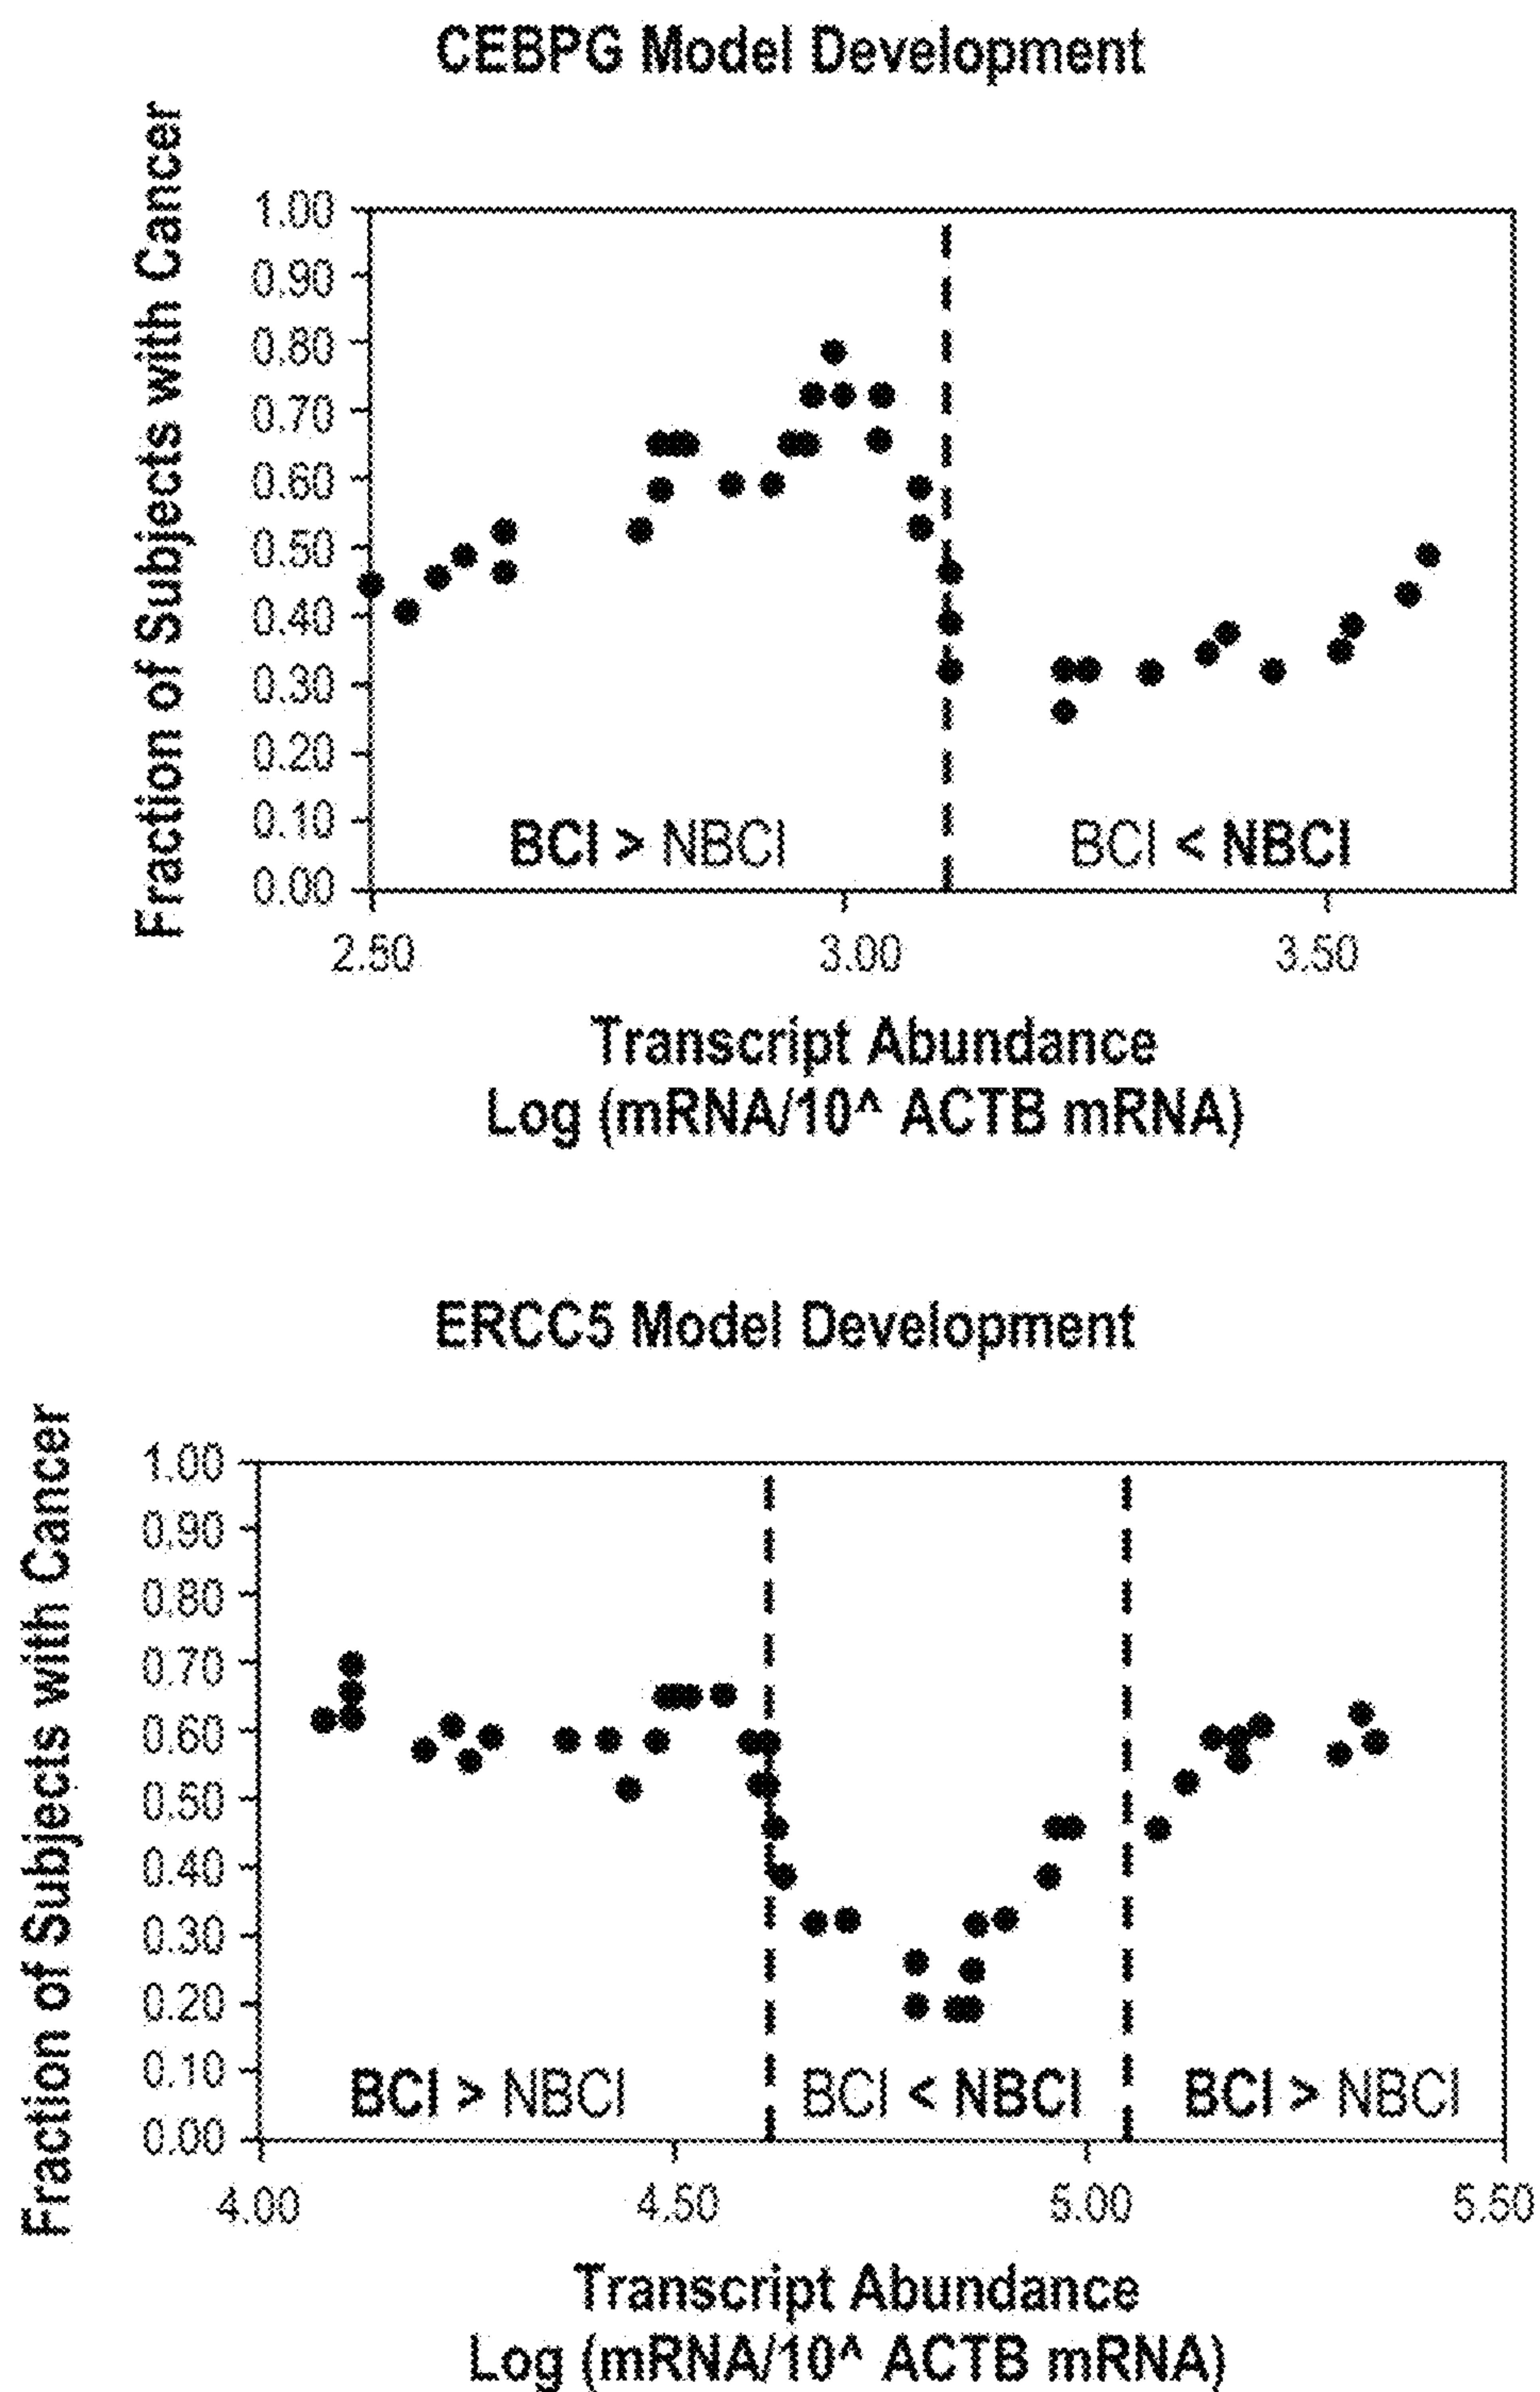 CEBPG Model Development
Fraction of Subjects with Cancer
1.00
0.90
0.80
0.70
0.60
0.50
0.40
0.30
0.20
0.10
0.00
BCI > NBCI
BCI < NBCI
2.50
3.00
3.50
Transcript Abundance
Log (mRNA/10^ ACTB mRNA)
ERCC5 Model Development
Fraction of Subjects with Cancer
1.00
0.90
0.80
0.70
0.60
0.50
0.40
0.30
0.20
0.10
0.00
BCI > NBCI
BCI < NBCI
BCI > NBCI
4.00
4.50
5.00
5.50
Transcript Abundance
Log (mRNA/10^ ACTB mRNA)